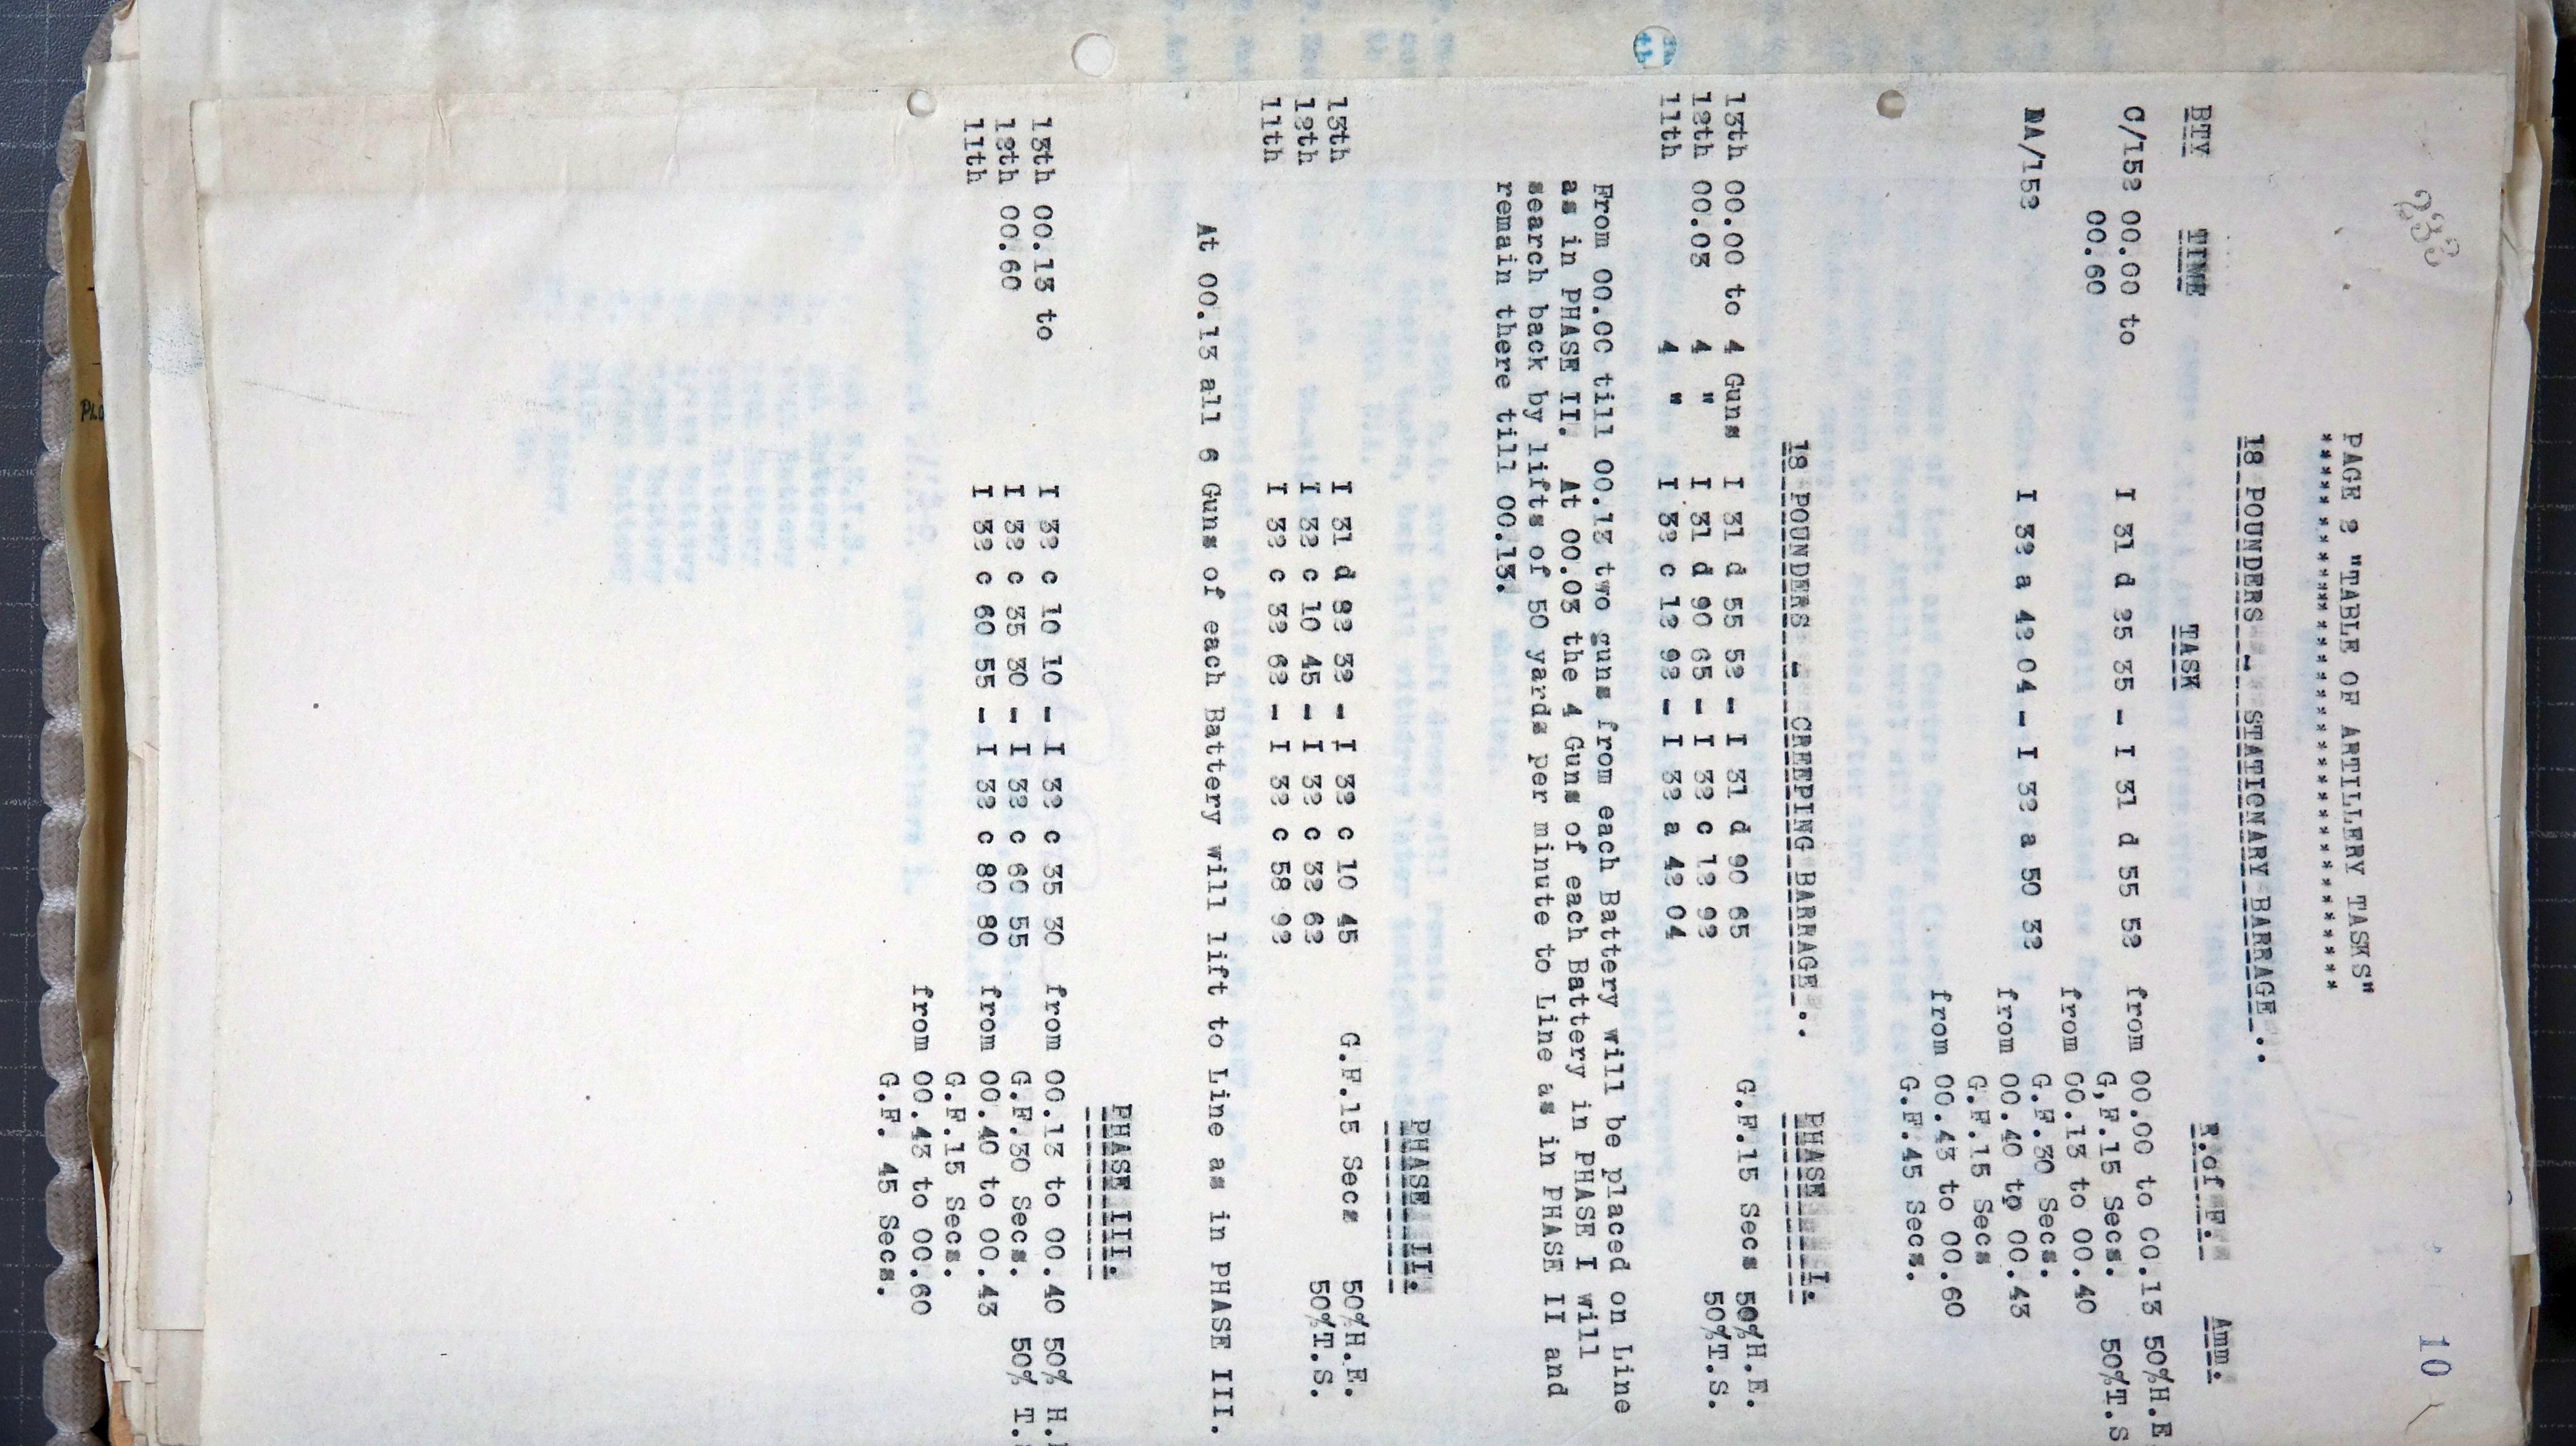 233
10
PAGE 2 "TABLE OF ARTILLERY TASKS"
*****************************
18 POUNDERS - STATIONARY BARRAGE..
BTY TIME TASK R.of F. Amm.
C/152 00.00 to I 31 d 25 35 - I 31 d 55 52 from 00.00 to 00.13 50%H.E
00.60 G,F.15 Secs. 50%T.S
from 00.13 to 00.40
G.F.30 Secs.
A/152 I 32 a 42 04 - I 32 a 50 32 from 00.40 to 00.43
G.F.15 Secs
from 00.43 to 00.60
G.F.45 Secs.
18 POUNDERS - CREEPING BARRAGE.. PHASE I.
13th 00.00 to 4 Guns I 31 d 55 52 - I 31 d 90 65 G.F.15 Secs 50%H.E.
12th 00.03 4 " I 31 d 90 65 - I 32 c 12 92 50%T.S.
11th 4 " I 32 c 12 92 - I 32 a 42 04
From 00.00 till 00.13 two guns from each Battery will be placed on Line
as in PHASE II. At 00.03 the 4 Guns of each Battery in PHASE I will
search back by lifts of 50 yards per minute to Line as in PHASE II and
remain there till 00.13.
PHASE II.
13th I 31 d 82 32 - I 32 c 10 45 G.F.15 Secs 50%H.E.
12th I 32 c 10 45 - I 32 c 32 62 50%T.S.
11th I 32 c 32 62 - I 32 c 58 92
At 00.13 all 6 Guns of each Battery will lift to Line as in PHASE III.
PHASE III.
13th 00.13 to I 32 c 10 10 - I 32 c 35 30 from 00.13 to 00.40 50% H.
12th 00.60 I 32 c 35 30 - I 32 c 60 55 G.F.30 Secs. 50% T.
11th I 32 c 60 55 - I 32 c 80 80 from 00.40 to 00.43
G.F.15 Secs.
from 00.43 to 00.60
G.F. 45 Secs.